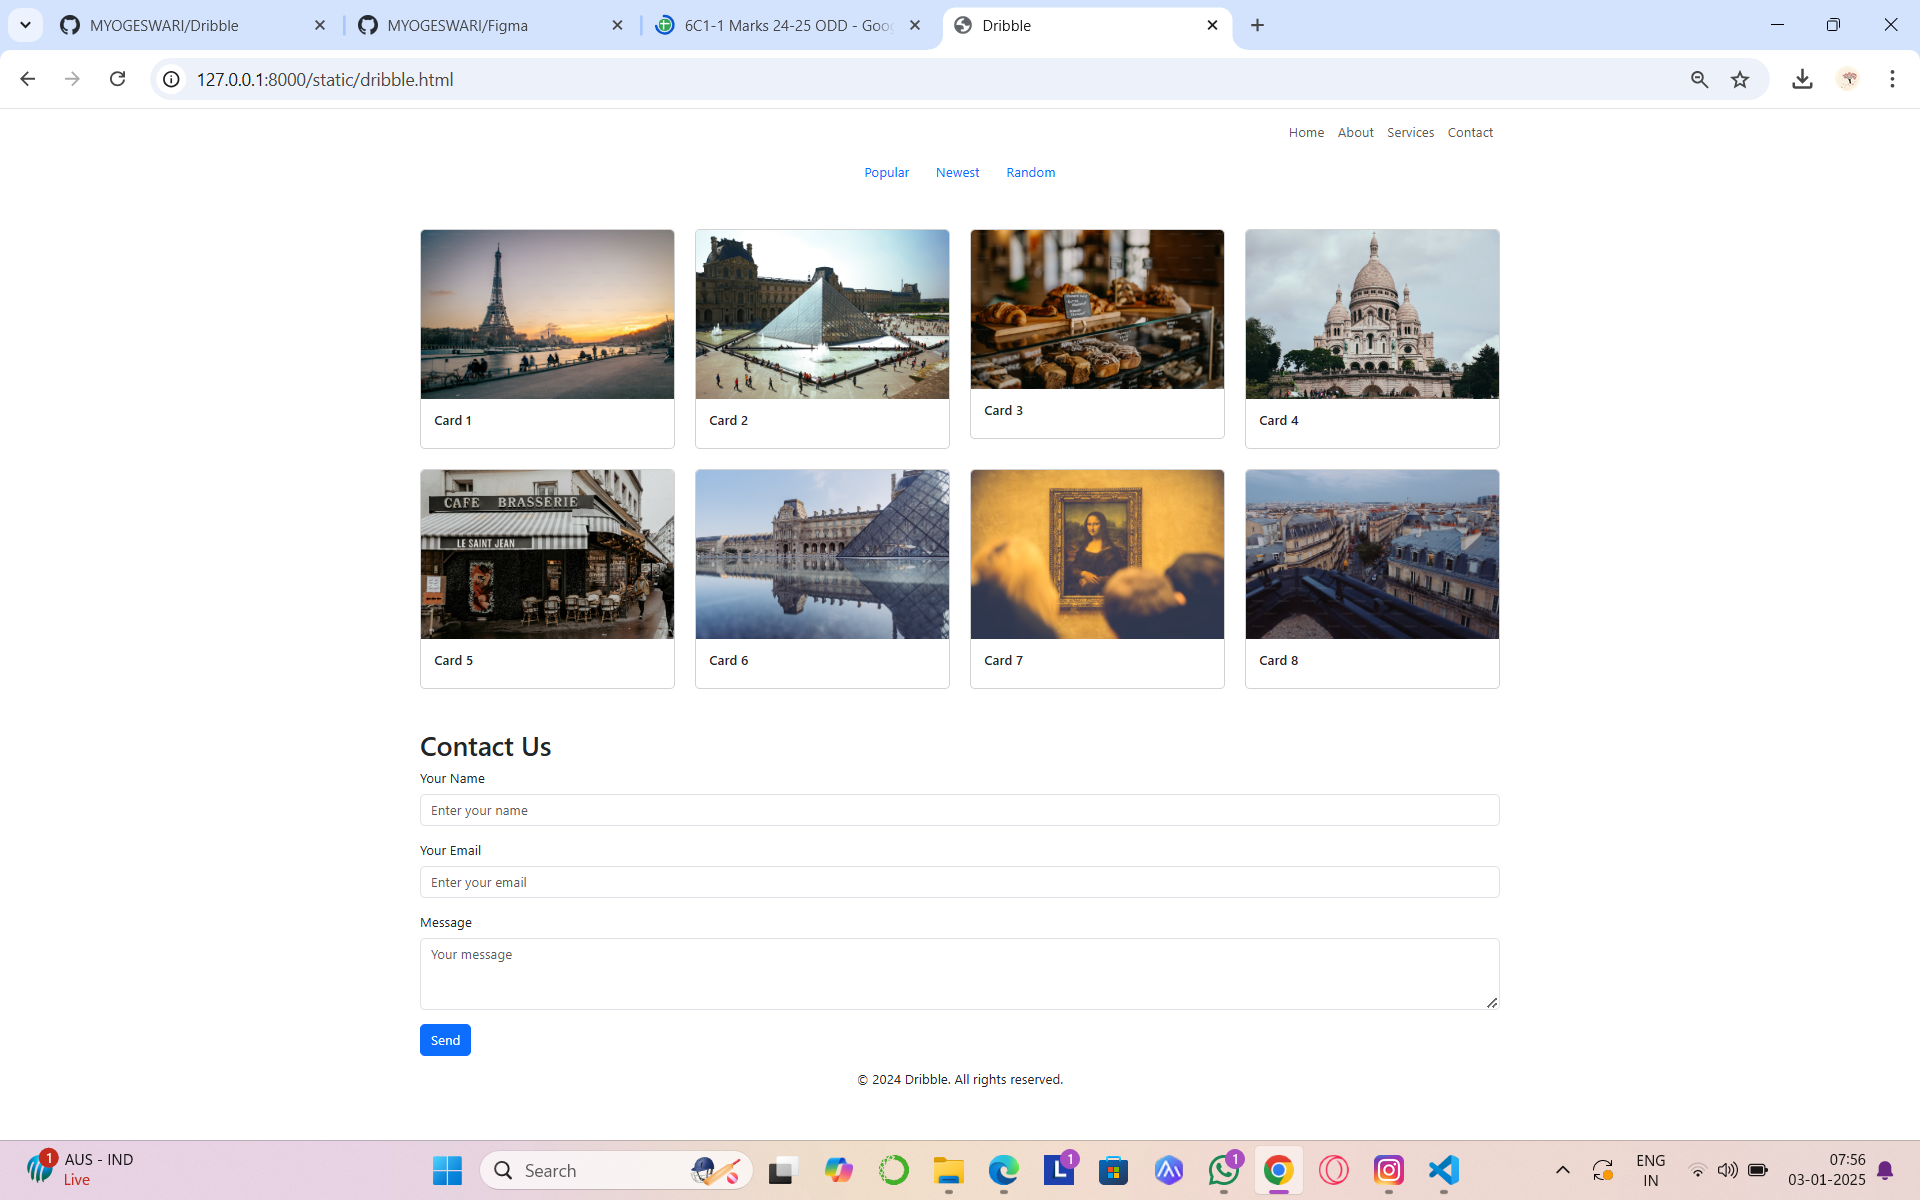 MYOGESWARI/Dribble
MYOGESWARI/Figma
6C1-1 Marks 24-25 ODD - Goo
Dribble
127.0.0.1:8000/static/dribble.html
Home About Services Contact
Popular Newest Random
Card 1
Card 2
Card 3
Card 4
CAFE BRASSERIE
LE SAINT JEAN
Card 5
Card 6
Card 7
Card 8
Contact Us
Your Name
Enter your name
Your Email
Enter your email
Message
Your message
Send
© 2024 Dribble. All rights reserved.
1
AUS - IND
Live
Search
1
1
ENG
IN
07:56
03-01-2025